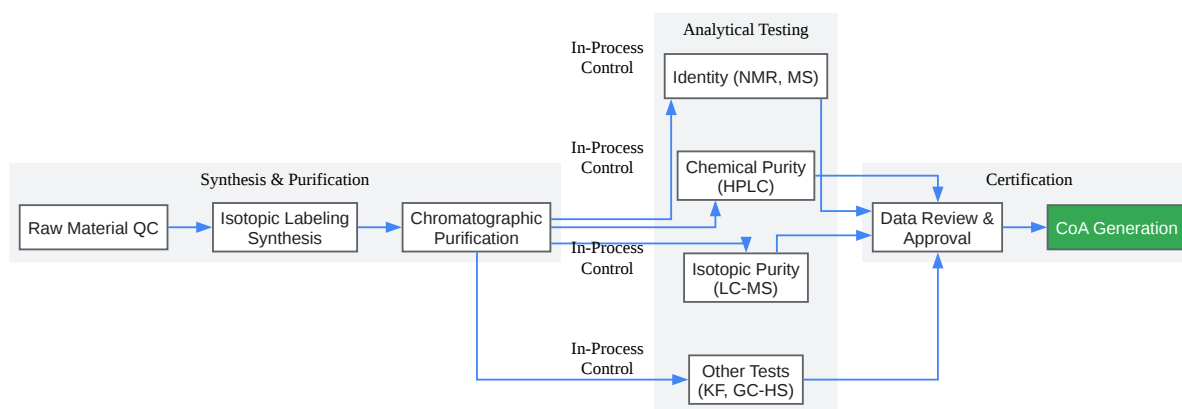 Synthesis & Purification
Raw Material QC
Isotopic Labeling
Synthesis
Chromatographic
Purification
In-Process
Control
In-Process
Control
In-Process
Control
In-Process
Control
Analytical Testing
Identity (NMR, MS)
Chemical Purity
(HPLC)
Isotopic Purity
(LC-MS)
Other Tests
(KF, GC-HS)
Certification
Data Review &
Approval
CoA Generation